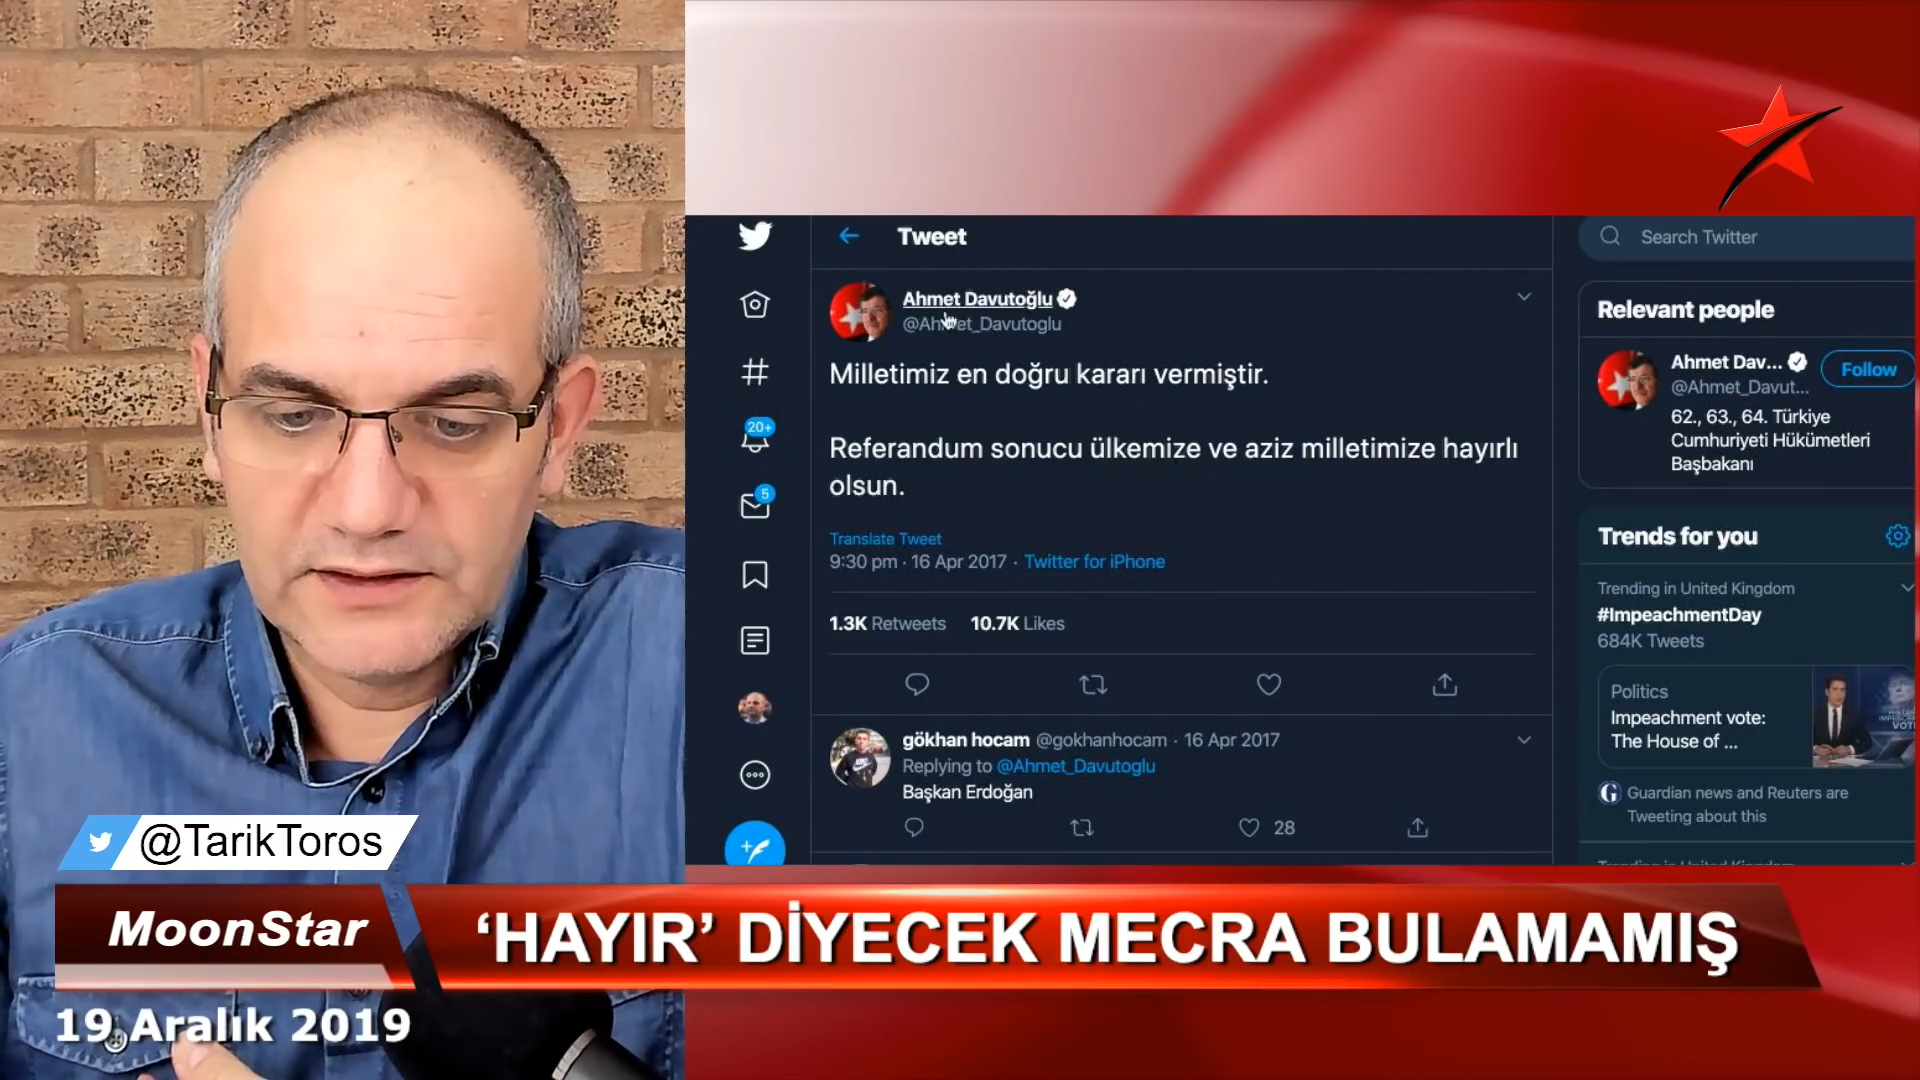 Tweet
Search Twitter
Ahmet Davutoğlu
@Ahmet_Davutoglu
Milletimiz en doğru kararı vermiştir.
Referandum sonucu ülkemize ve aziz milletimize hayırlı
olsun.
Translate Tweet
9:30 pm · 16 Apr 2017 · Twitter for iPhone
1.3K Retweets 10.7K Likes
gökhan hocam @gokhanhocam · 16 Apr 2017
Replying to @Ahmet_Davutoglu
Başkan Erdoğan
28
20+
5
Relevant people
Ahmet Dav...
Follow
@Ahmet_Davut...
62., 63., 64. Türkiye
Cumhuriyeti Hükümetleri
Başbakanı
Trends for you
Trending in United Kingdom
#ImpeachmentDay
684K Tweets
Politics
Impeachment vote:
The House of ...
Guardian news and Reuters are
Tweeting about this
@TarikToros
MoonStar
‘HAYIR’ DİYECEK MECRA BULAMAMIŞ
19 Aralık 2019